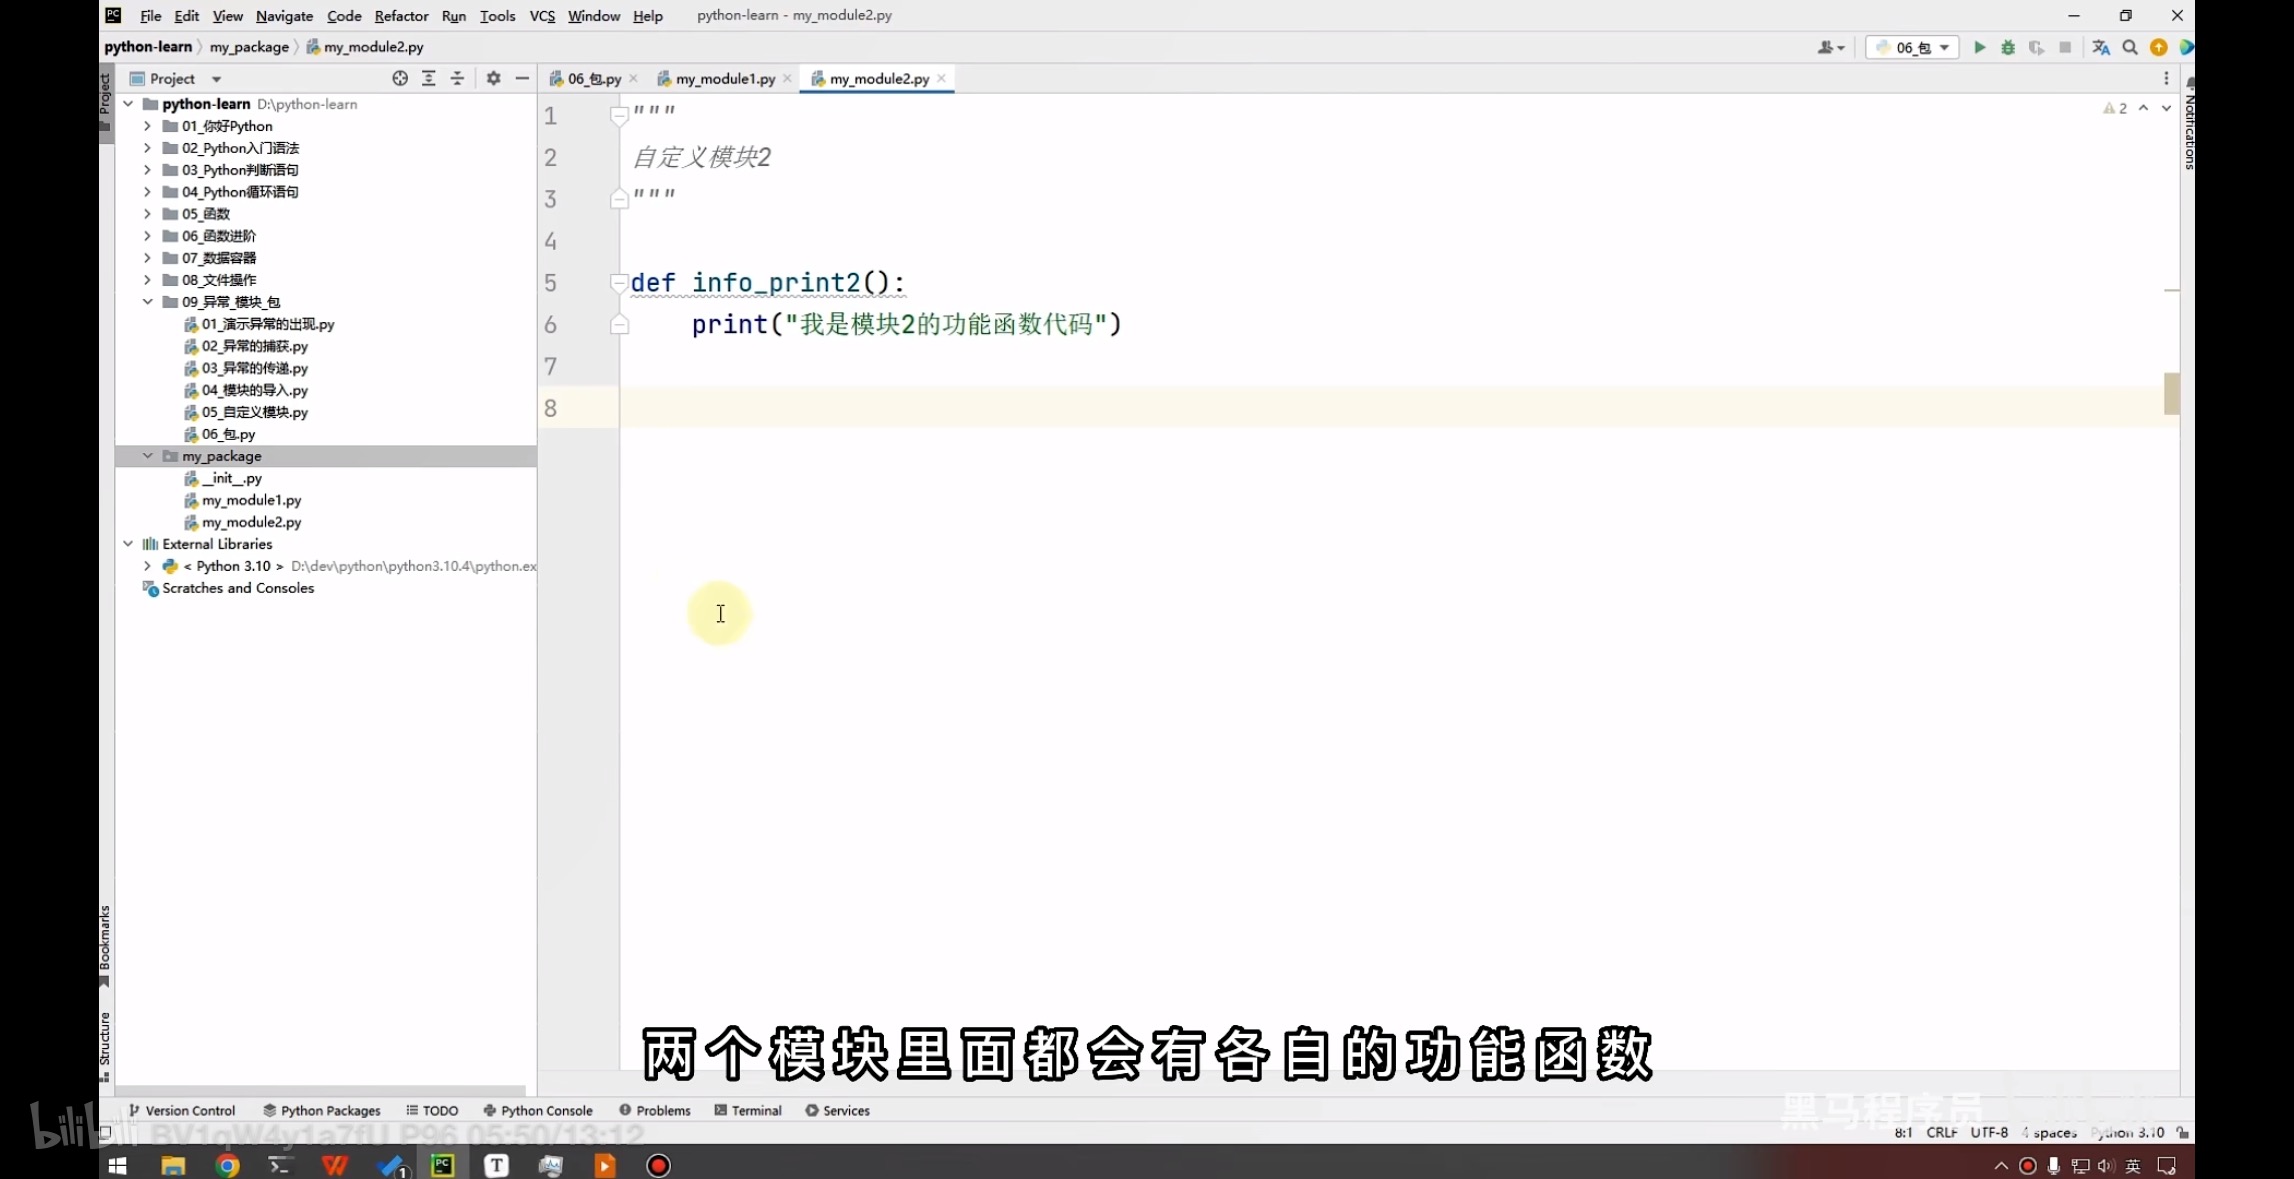 File Edit View Navigate Code Refactor Run Tools VCS Window Help python-learn - my_module2.py
python-learn my_package my_module2.py 06_包
Project 06_包.py my_module1.py my_module2.py
Project
Notifications
python-learn D:\python-learn
01_你好Python
02_Python入门语法
03_Python判断语句
04_Python循环语句
05_函数
06_函数进阶
07_数据容器
08_文件操作
09_异常_模块_包
01_演示异常的出现.py
02_异常的捕获.py
03_异常的传递.py
04_模块的导入.py
05_自定义模块.py
06_包.py
my_package
__init__.py
my_module1.py
my_module2.py
External Libraries
< Python 3.10 > D:\dev\python\python3.10.4\python.ex
Scratches and Consoles
2
1 """
2 自定义模块2
3 """
4
5 def info_print2():
6 print("我是模块2的功能函数代码")
7
8
Bookmarks
Structure
两个模块里面都会有各自的功能函数
Version Control Python Packages TODO Python Console Problems Terminal Services
黑马程序员
bilibili BV1qW4y1a7fU P96 05:50/13:12
8:1 CRLF UTF-8 4 spaces Python 3.10
英